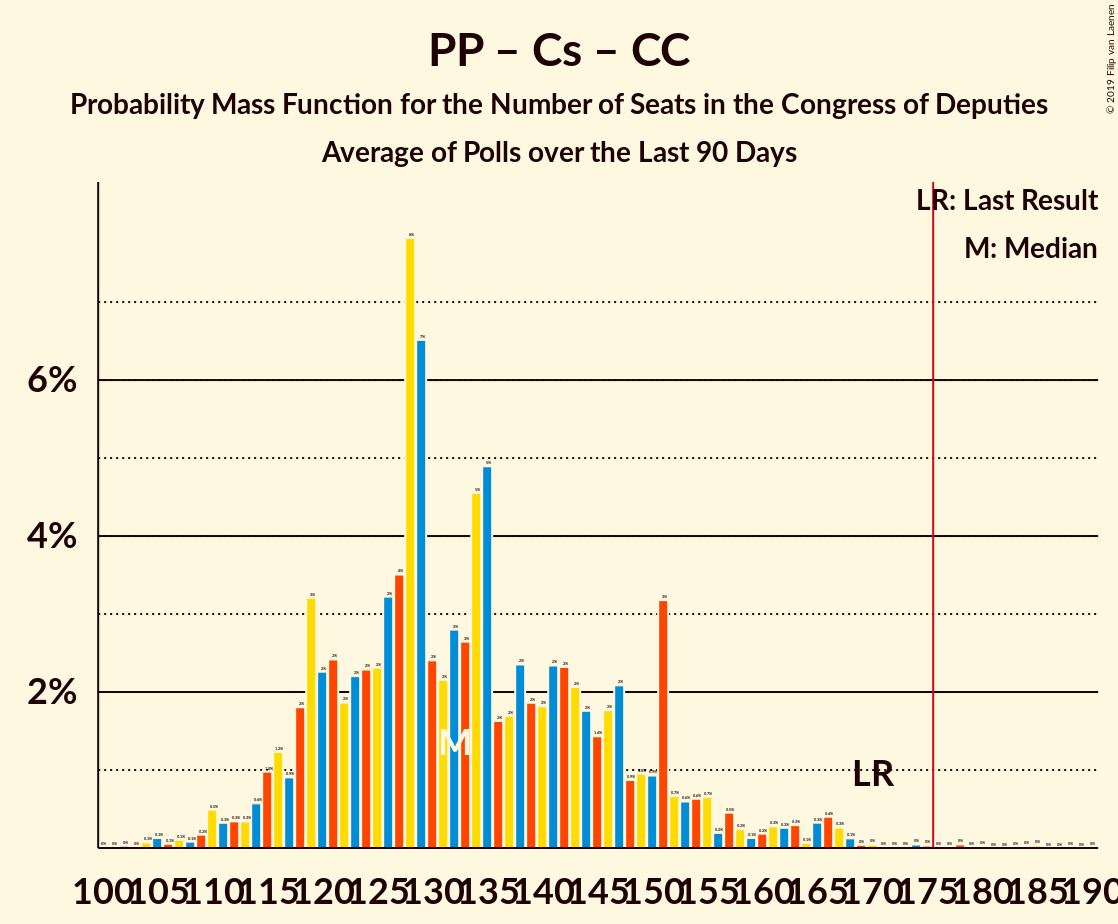 PP – Cs – CC
Probability Mass Function for the Number of Seats in the Congress of Deputies
Average of Polls over the Last 90 Days
© 2019 Filip van Laenen
LR: Last Result
M: Median
6%
4%
2%
M
LR
100 105 110 115 120 125 130 135 140 145 150 155 160 165 170 175 180 185 190